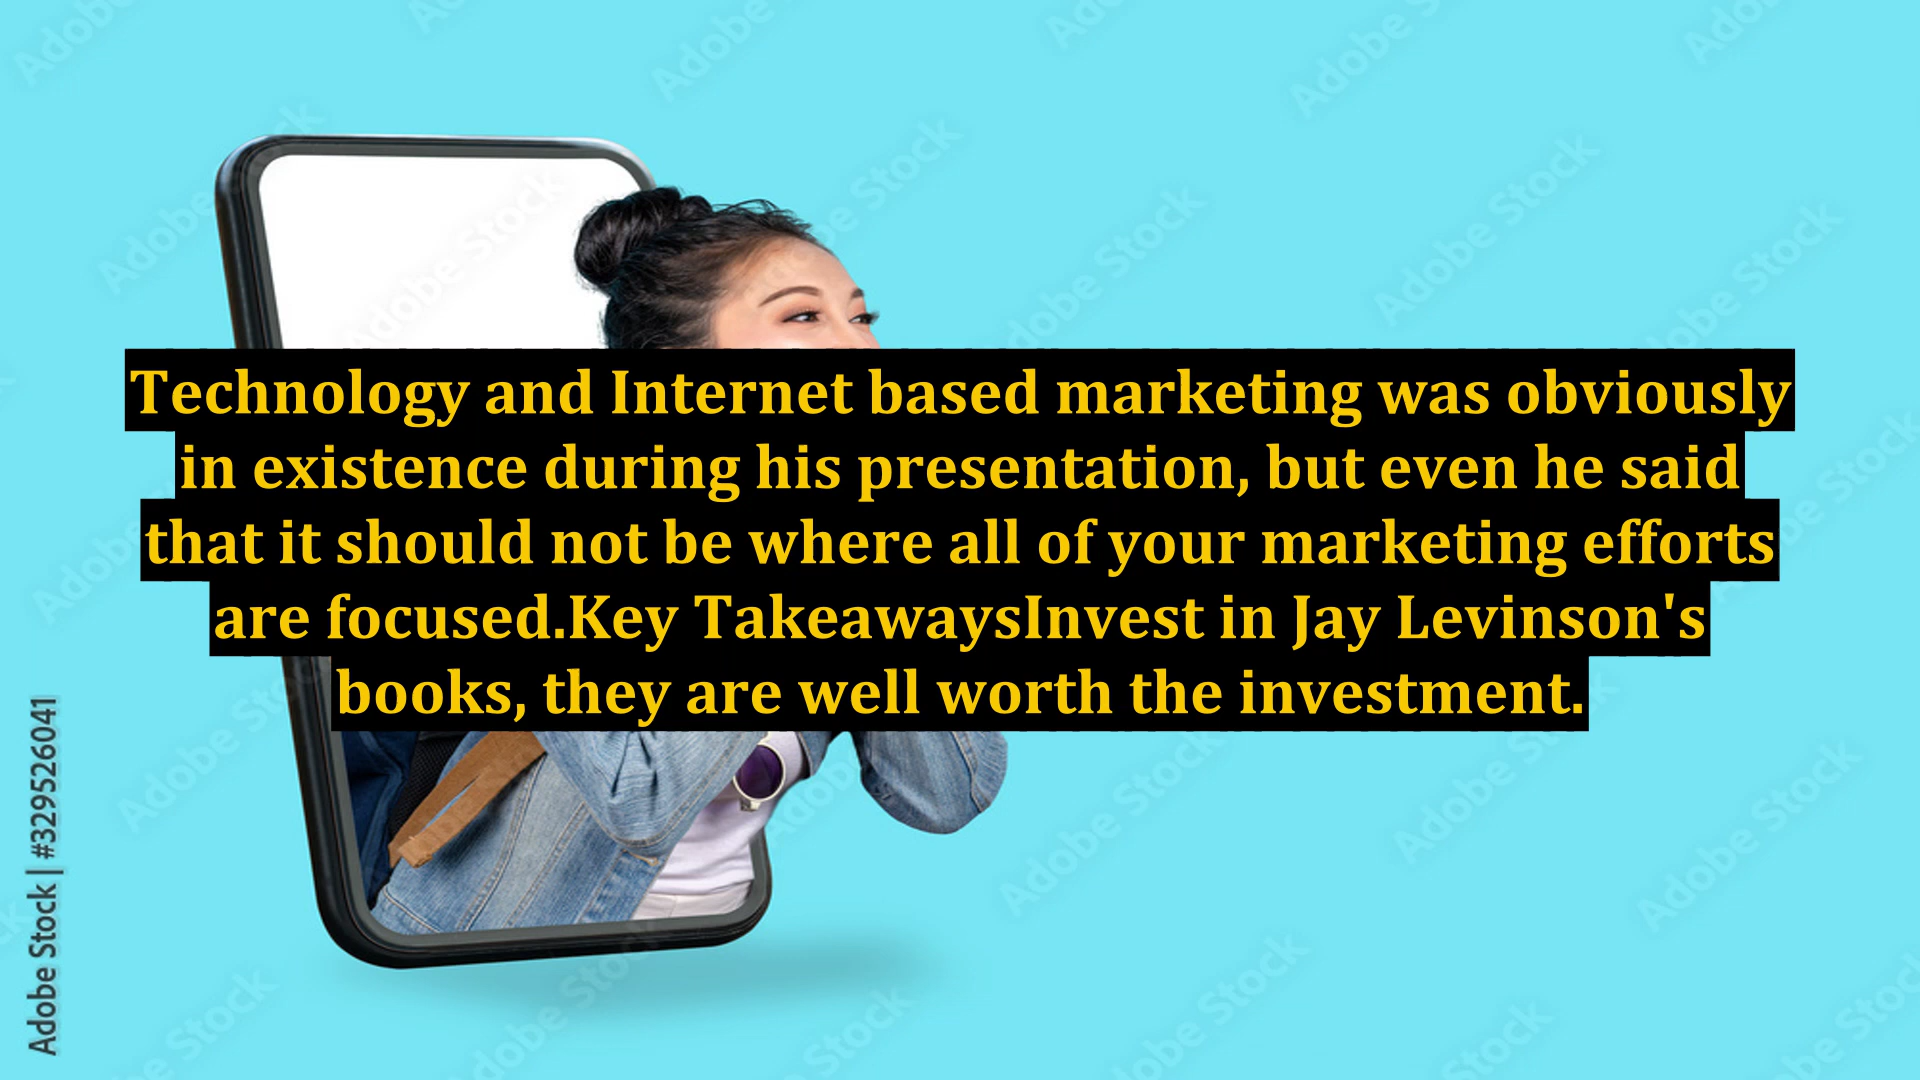 Technology and Internet based marketing was obviously
in existence during his presentation, but even he said
that it should not be where all of your marketing efforts
are focused.Key TakeawaysInvest in Jay Levinson's
books, they are well worth the investment.
Adobe Stock | #329526041
Adobe Stock